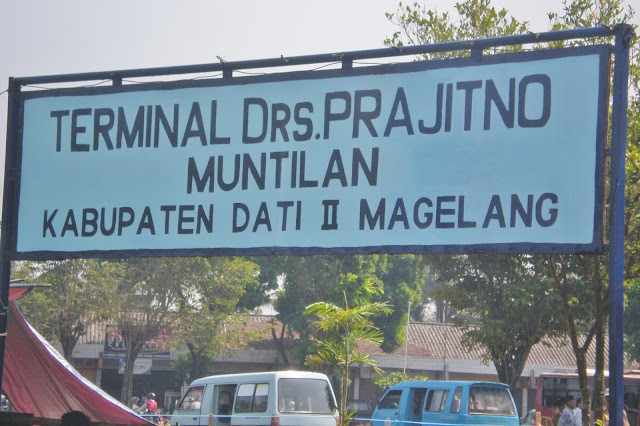 TERMINAL DRS.PRAJITNO
MUNTILAN
KABUPATEN DATI II MAGELANG